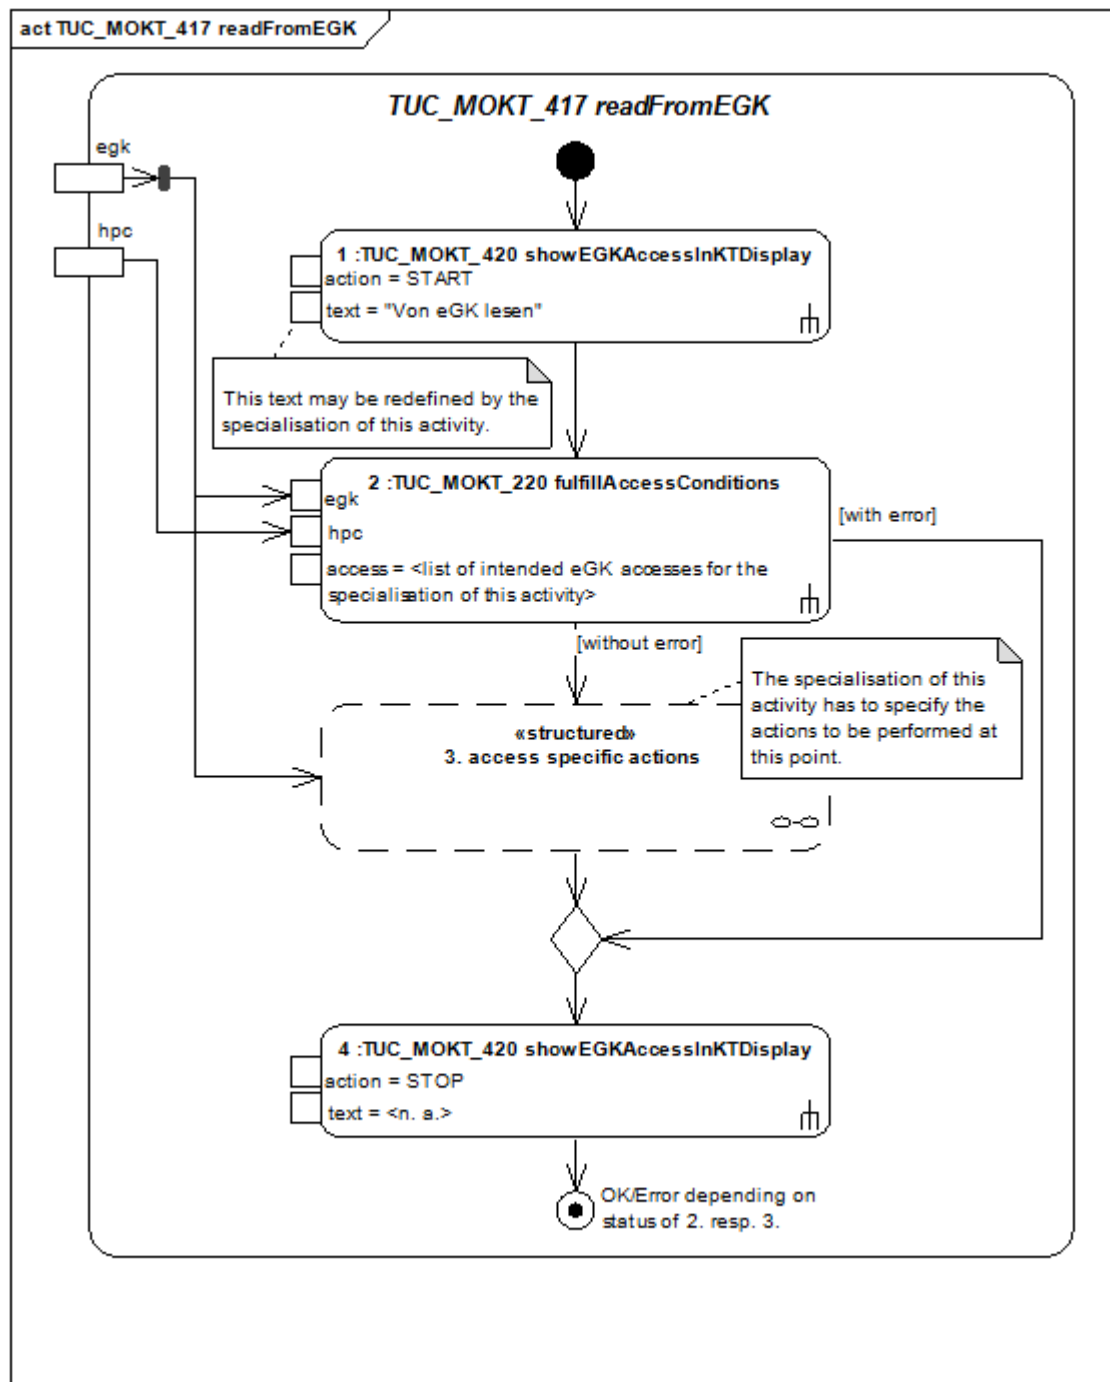 act TUC_MOKT_417 readFromEGK
TUC_MOKT_417 readFromEGK
egk
hpc
1 :TUC_MOKT_420 showEGKAccessInKTDisplay
action = START
text = "Von eGK lesen"
This text may be redefined by the
specialisation of this activity.
2 :TUC_MOKT_220 fulfillAccessConditions
egk
hpc
access = <list of intended eGK accesses for the
specialisation of this activity>
[with error]
[without error]
The specialisation of this
activity has to specify the
actions to be performed at
this point.
«structured»
3. access specific actions
4 :TUC_MOKT_420 showEGKAccessInKTDisplay
action = STOP
text = <n. a.>
OK/Error depending on
status of 2. resp. 3.